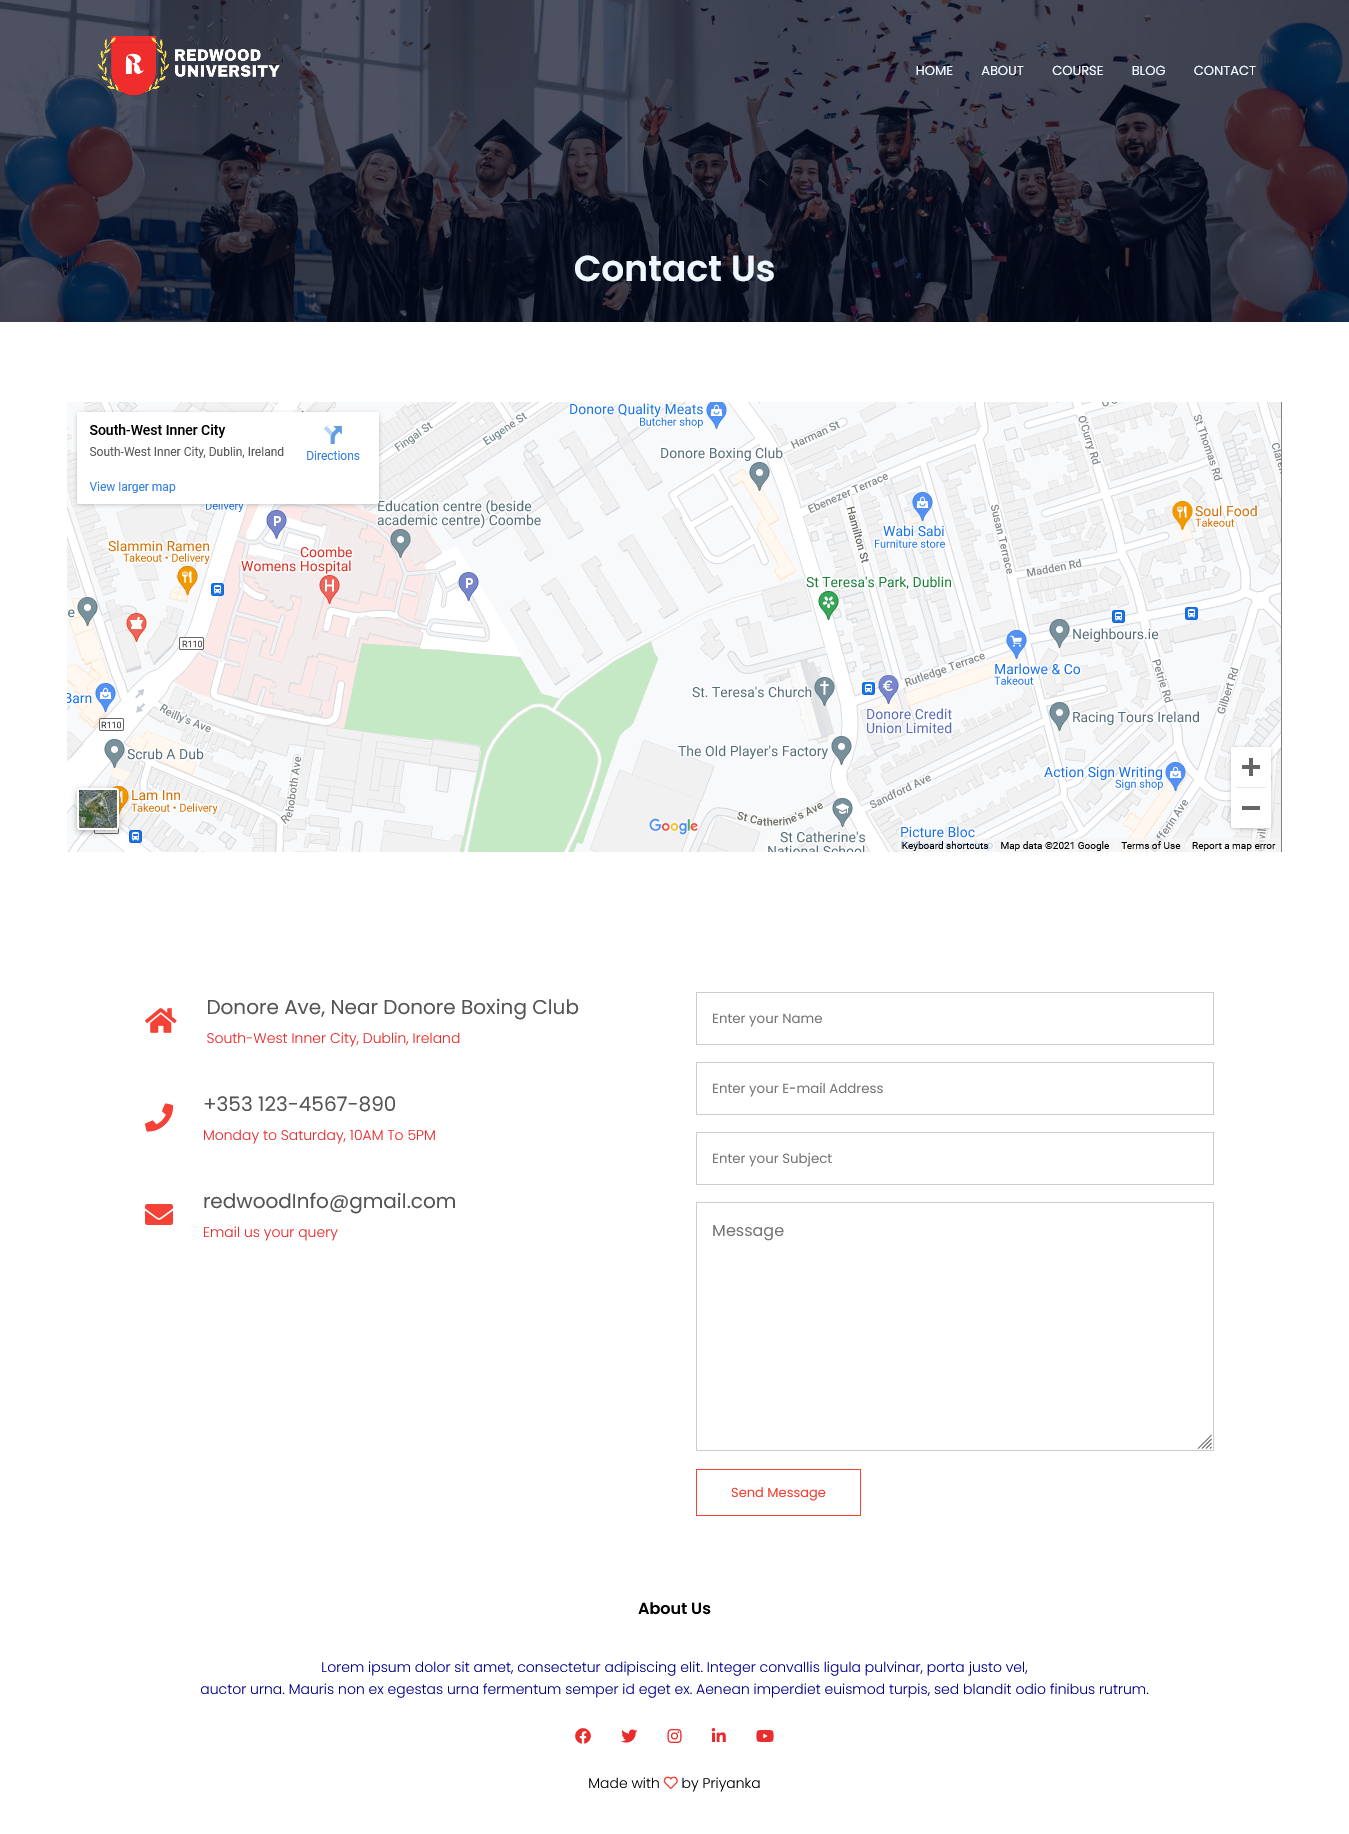 REDWOOD
UNIVERSITY
HOME ABOUT COURSE BLOG CONTACT
Contact Us
South-West Inner City
South-West Inner City, Dublin, Ireland
Directions
View larger map
Delivery
Fingal St
Eugene St
Donore Quality Meats
Butcher shop
Harman St
Donore Boxing Club
O'Curry Rd
St Thomas Rd
Ebenezer Terrace
Education centre (beside
academic centre) Coombe
Hamilton St
Wabi Sabi
Furniture store
Susan Terrace
Soul Food
Takeout
Slammin Ramen
Takeout • Delivery
Coombe
Womens Hospital
Madden Rd
St Teresa's Park, Dublin
R110
Neighbours.ie
Marlowe & Co
Takeout
Rutledge Terrace
Petrie Rd
Gilbert Rd
St. Teresa's Church
Barn
R110
Reilly's Ave
Donore Credit
Union Limited
Racing Tours Ireland
Scrub A Dub
The Old Player's Factory
Rehoboth Ave
Action Sign Writing
Sign shop
Sandford Ave
Lam Inn
Takeout • Delivery
Google
St Catherine's Ave
St Catherine's
National School
Picture Bloc
Keyboard shortcuts Map data ©2021 Google Terms of Use Report a map error
Donore Ave, Near Donore Boxing Club
South-West Inner City, Dublin, Ireland
+353 123-4567-890
Monday to Saturday, 10AM To 5PM
redwoodInfo@gmail.com
Email us your query
Enter your Name
Enter your E-mail Address
Enter your Subject
Message
Send Message
About Us
Lorem ipsum dolor sit amet, consectetur adipiscing elit. Integer convallis ligula pulvinar, porta justo vel,
auctor urna. Mauris non ex egestas urna fermentum semper id eget ex. Aenean imperdiet euismod turpis, sed blandit odio finibus rutrum.
Made with by Priyanka